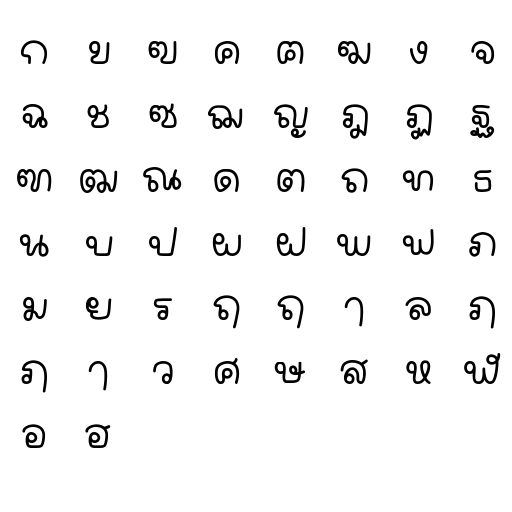 ก ข ฃ ค ฅ ฆ ง จ
ฉ ช ซ ฌ ญ ฎ ฏ ฐ
ฑ ฒ ณ ด ต ถ ท ธ
น บ ป ผ ฝ พ ฟ ภ
ม ย ร ฤ ฤ ๅ ล ฦ
ฦ ๅ ว ศ ษ ส ห ฬ
อ ฮ